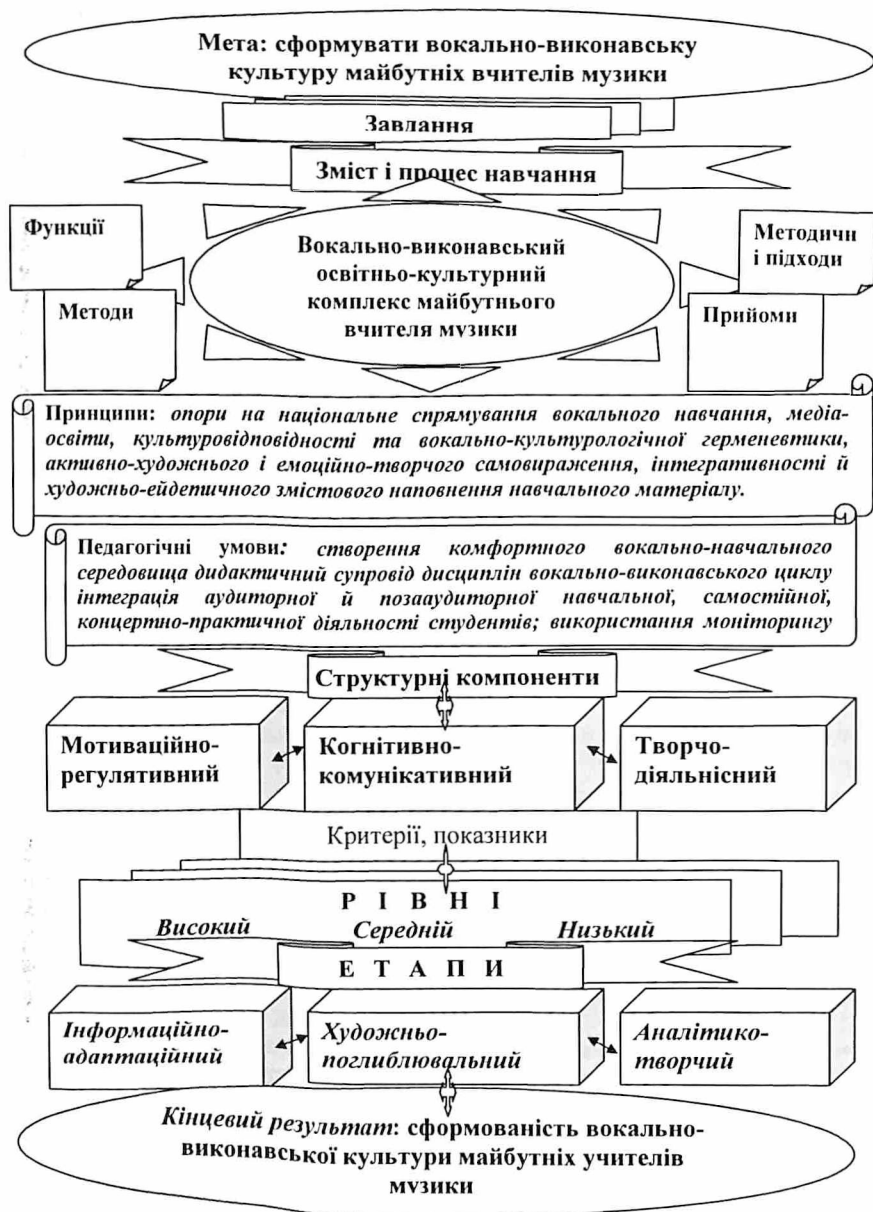 Мета: сформувати вокально-виконавську
культуру майбутніх вчителів музики
Завдання
Зміст і процес навчання
Функції
Методи
Вокально-виконавський
освітньо-культурний
комплекс майбутнього
вчителя музики
Методичн
і підходи
Прийоми
Принципи: опори на національне спрямування вокального навчання, медіа-
освіти, культуровідповідності та вокально-культурологічної герменевтики,
активно-художнього і емоційно-творчого самовираження, інтегративності й
художньо-ейдетичного змістового наповнення навчального матеріалу.
Педагогічні умови: створення комфортного вокально-навчального
середовища дидактичний супровід дисциплін вокально-виконавського циклу
інтеграція аудиторної й позааудиторної навчальної, самостійної,
концертно-практичної діяльності студентів; використання моніторингу
Структурні компоненти
Мотиваційно-
регулятивний
Когнітивно-
комунікативний
Творчо-
діяльнісний
Критерії, показники
Р І В Н І
Високий Середній Низький
Е Т А П И
Інформаційно-
адаптаційний
Художньо-
поглиблювальний
Аналітико-
творчий
Кінцевий результат: сформованість вокально-
виконавської культури майбутніх учителів
музики